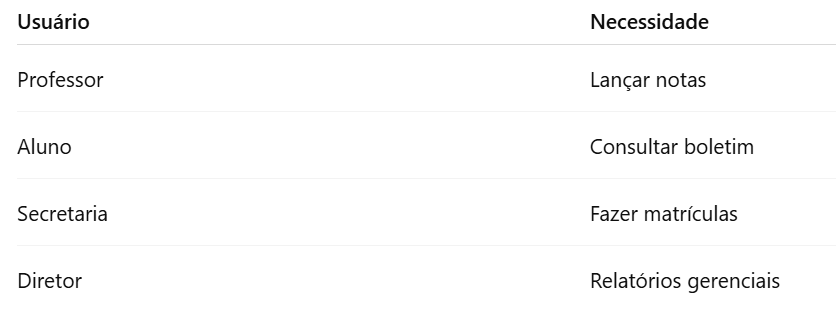 Usuário Necessidade
Professor Lançar notas
Aluno Consultar boletim
Secretaria Fazer matrículas
Diretor Relatórios gerenciais